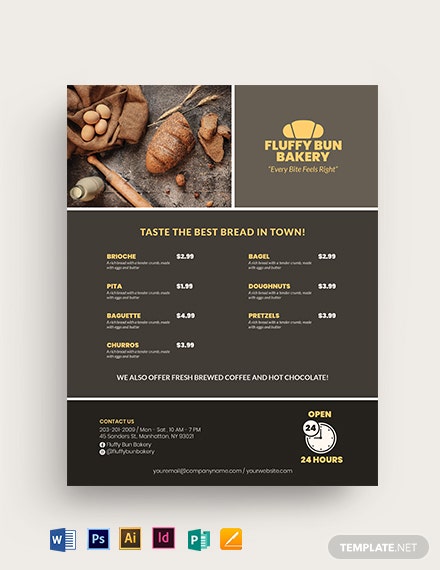 FLUFFY BUN
BAKERY
"Every Bite Feels Right"
TASTE THE BEST BREAD IN TOWN!
BRIOCHE $2.99
A rich bread with a tender crumb, made
with eggs and butter
PITA $1.99
A rich bread with a tender crumb, made
with eggs and butter
BAGUETTE $4.99
A rich bread with a tender crumb, made
with eggs and butter
CHURROS $3.99
A rich bread with a tender crumb, made
with eggs and butter
BAGEL $2.99
A rich bread with a tender crumb, made
with eggs and butter
DOUGHNUTS $3.99
A rich bread with a tender crumb, made
with eggs and butter
PRETZELS $3.99
A rich bread with a tender crumb, made
with eggs and butter
WE ALSO OFFER FRESH BREWED COFFEE AND HOT CHOCOLATE!
CONTACT US
203-201-2009 / Mon - Sat , 10 AM - 7 PM
45 Sanders St, Manhattan, NY 93021
Fluffy Bun Bakery
@fluffybunbakery
OPEN
24
24 HOURS
youremail@companyname.com / yourwebsite.com
W
Ps
Ai
Id
P
TEMPLATE.NET